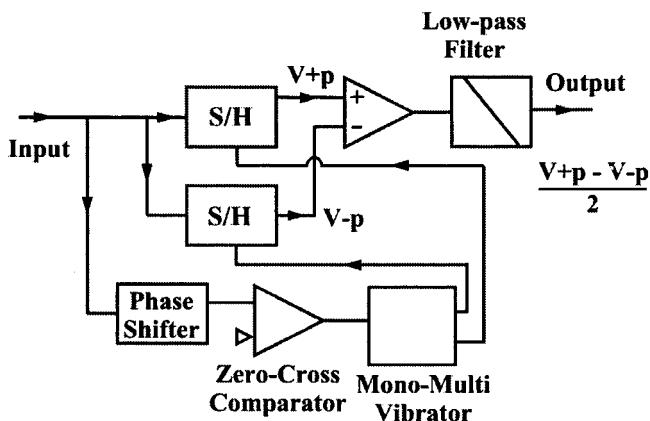 Low-pass
Filter
V+p
Output
S/H
+
Input
−
V+p - V-p
2
S/H
V-p
Phase
Shifter
Zero-Cross
Comparator
Mono-Multi
Vibrator